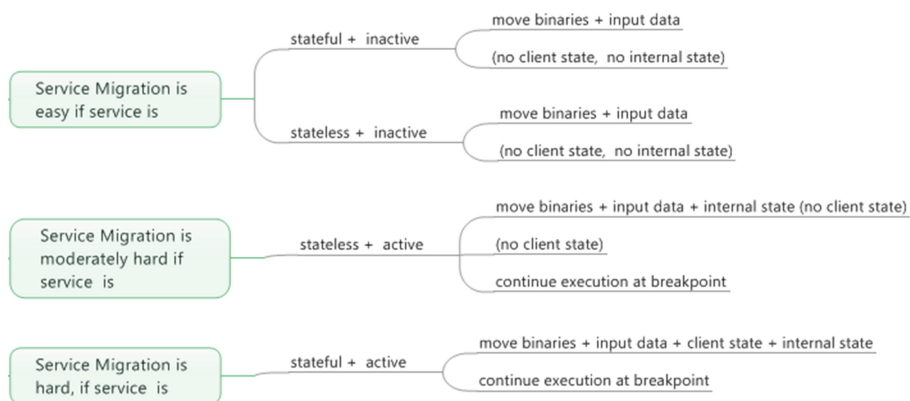 Service Migration is
easy if service is
stateful + inactive
move binaries + input data
(no client state, no internal state)
stateless + inactive
move binaries + input data
(no client state, no internal state)
Service Migration is
moderately hard if
service is
stateless + active
move binaries + input data + internal state (no client state)
(no client state)
continue execution at breakpoint
Service Migration is
hard, if service is
stateful + active
move binaries + input data + client state + internal state
continue execution at breakpoint